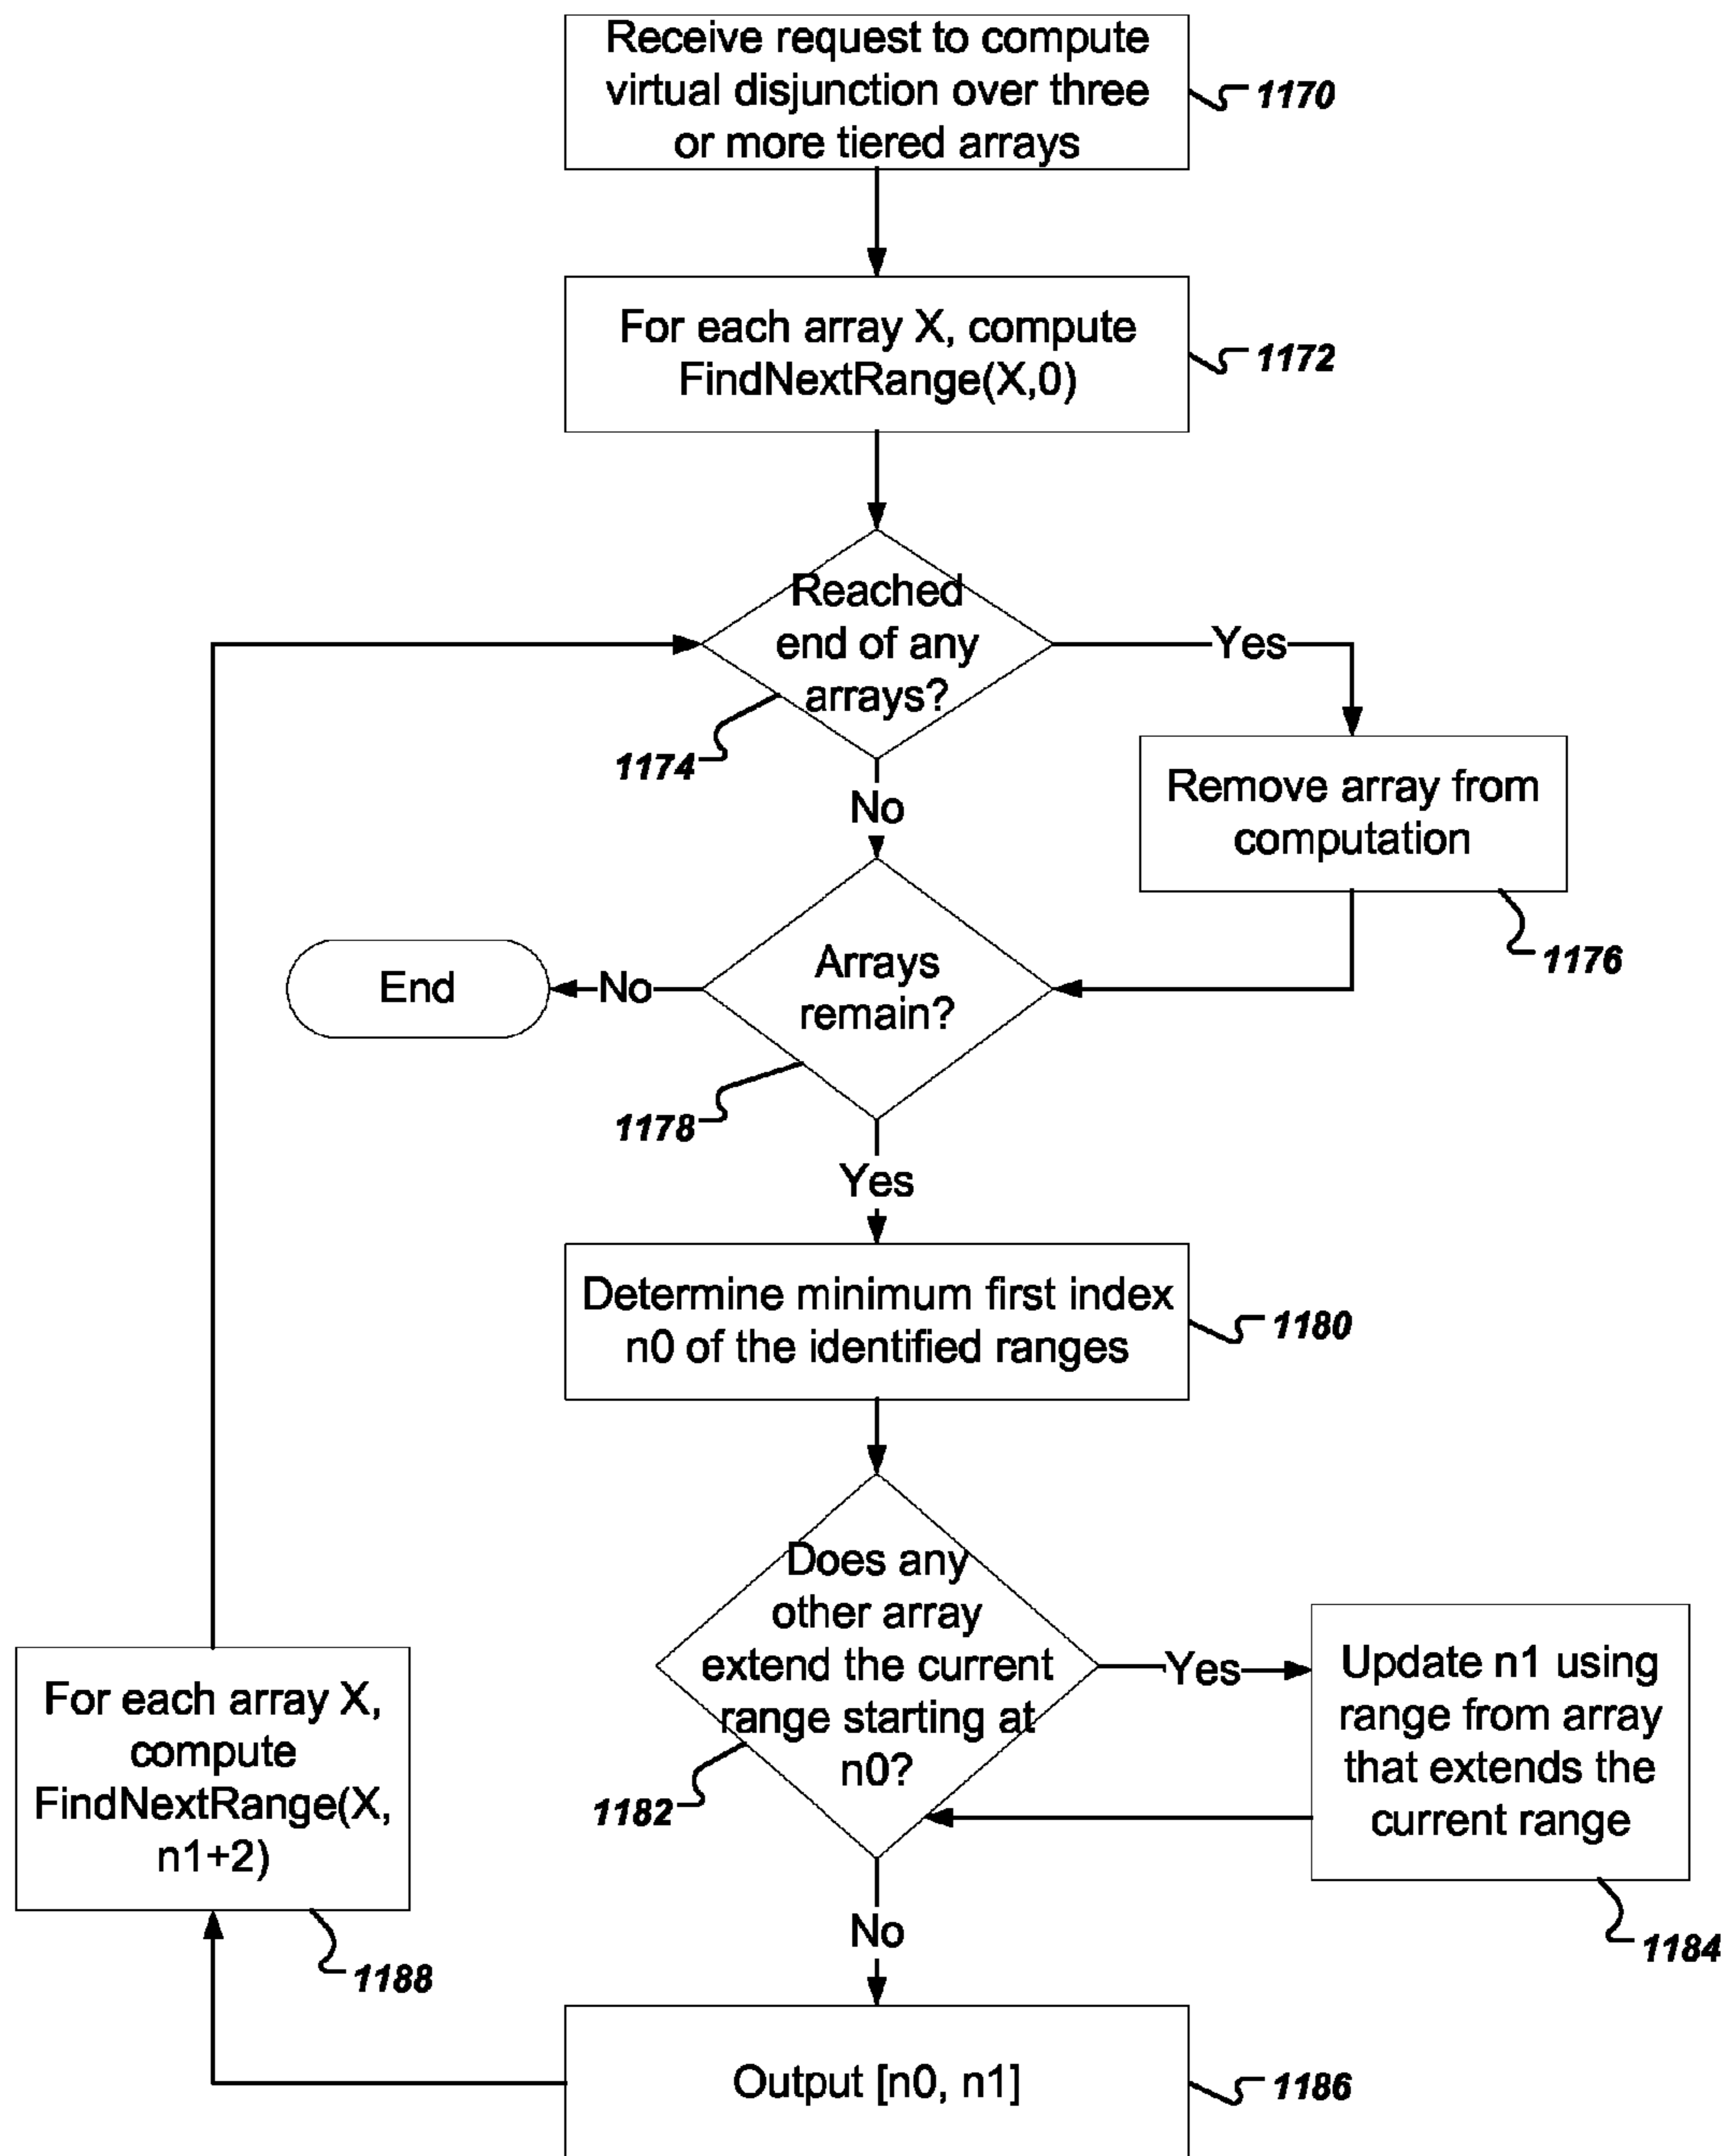 Receive request to compute
virtual disjunction over three
or more tiered arrays
1170
For each array X, compute
FindNextRange(X,0)
1172
Reached
end of any
arrays?
1174
Yes
No
Remove array from
computation
1176
Arrays
remain?
1178
No
End
Yes
Determine minimum first index
n0 of the identified ranges
1180
Does any
other array
extend the current
range starting at
n0?
1182
Yes
Update n1 using
range from array
that extends the
current range
1184
No
For each array X,
compute
FindNextRange(X,
n1+2)
1188
Output [n0, n1]
1186